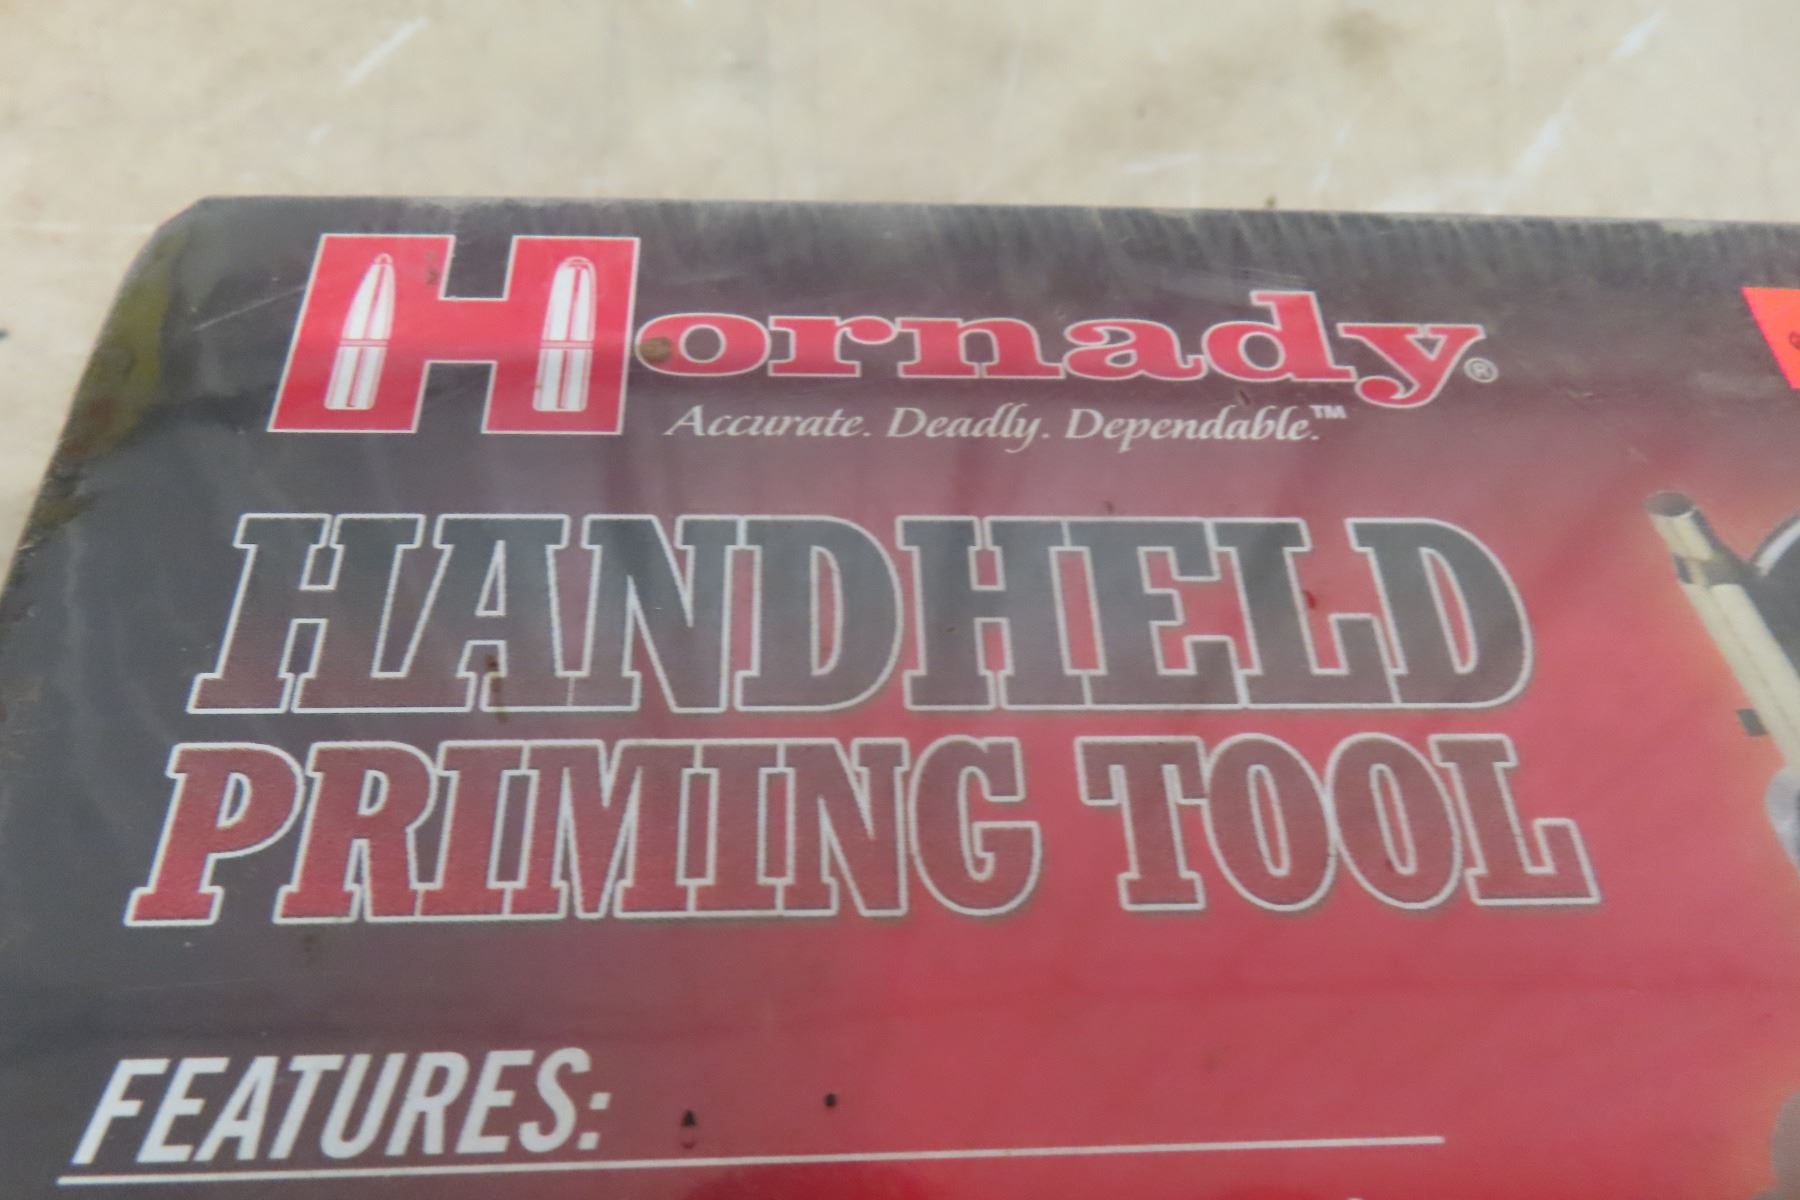 Hornady®
Accurate. Deadly. Dependable.™
HANDHELD
PRIMING TOOL
FEATURES: